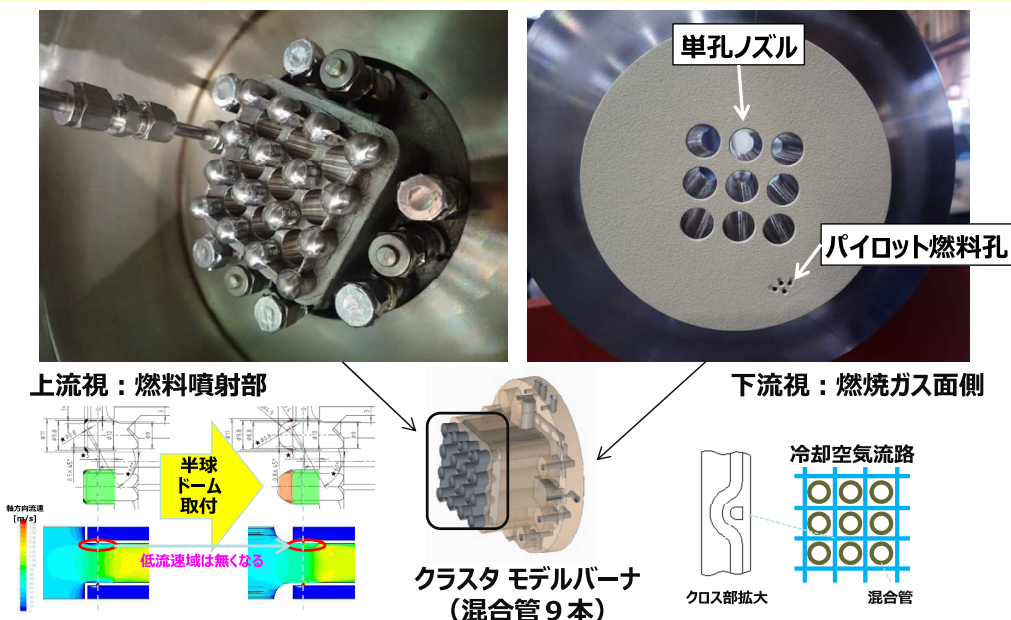 単孔ノズル
パイロット燃料孔
上流視：燃料噴射部
下流視：燃焼ガス面側
半球
ドーム
取付
軸方向流速
[m/s]
低流速域は無くなる
クラスタ モデルバーナ
（混合管９本）
冷却空気流路
クロス部拡大
混合管